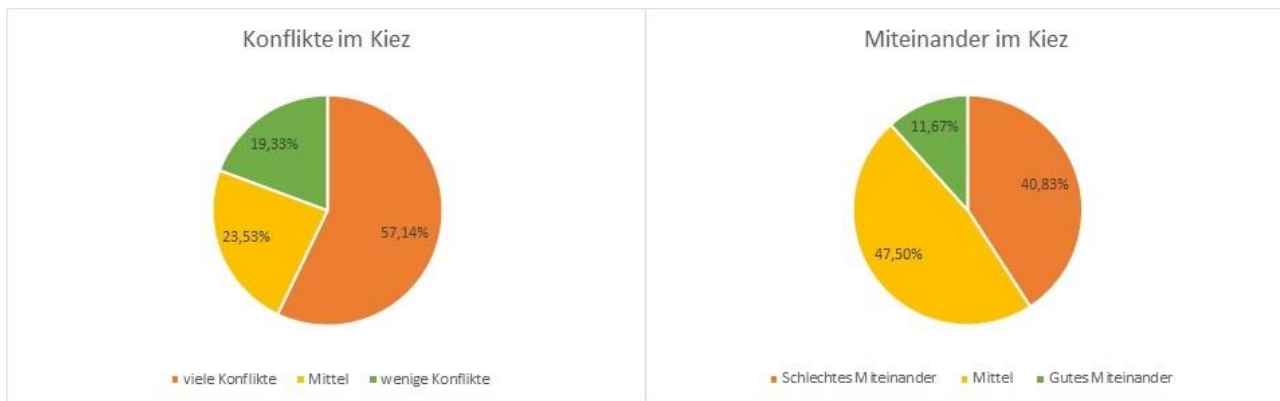 Konflikte im Kiez
19,33%
23,53%
57,14%
viele Konflikte Mittel wenige Konflikte
Miteinander im Kiez
11,67%
40,83%
47,50%
Schlechtes Miteinander Mittel Gutes Miteinander